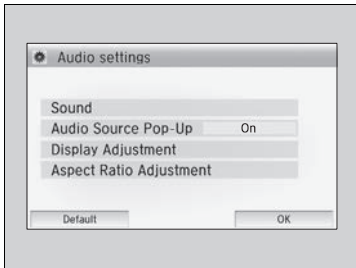 Audio settings
Sound
Audio Source Pop-Up On
Display Adjustment
Aspect Ratio Adjustment
Default OK